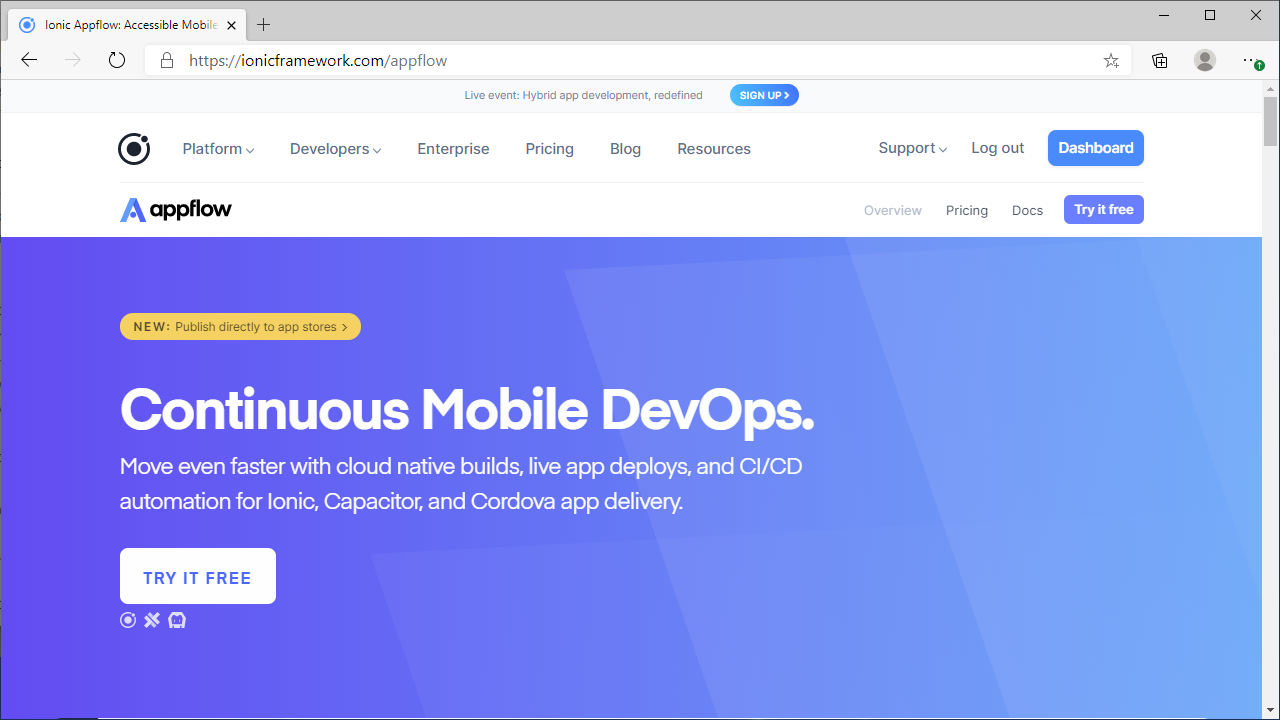 Ionic Appflow: Accessible Mobile
https://ionicframework.com/appflow
Live event: Hybrid app development, redefined
SIGN UP
Platform
Developers
Enterprise
Pricing
Blog
Resources
Support
Log out
Dashboard
appflow
Overview
Pricing
Docs
Try it free
NEW: Publish directly to app stores
Continuous Mobile DevOps.
Move even faster with cloud native builds, live app deploys, and CI/CD
automation for Ionic, Capacitor, and Cordova app delivery.
TRY IT FREE